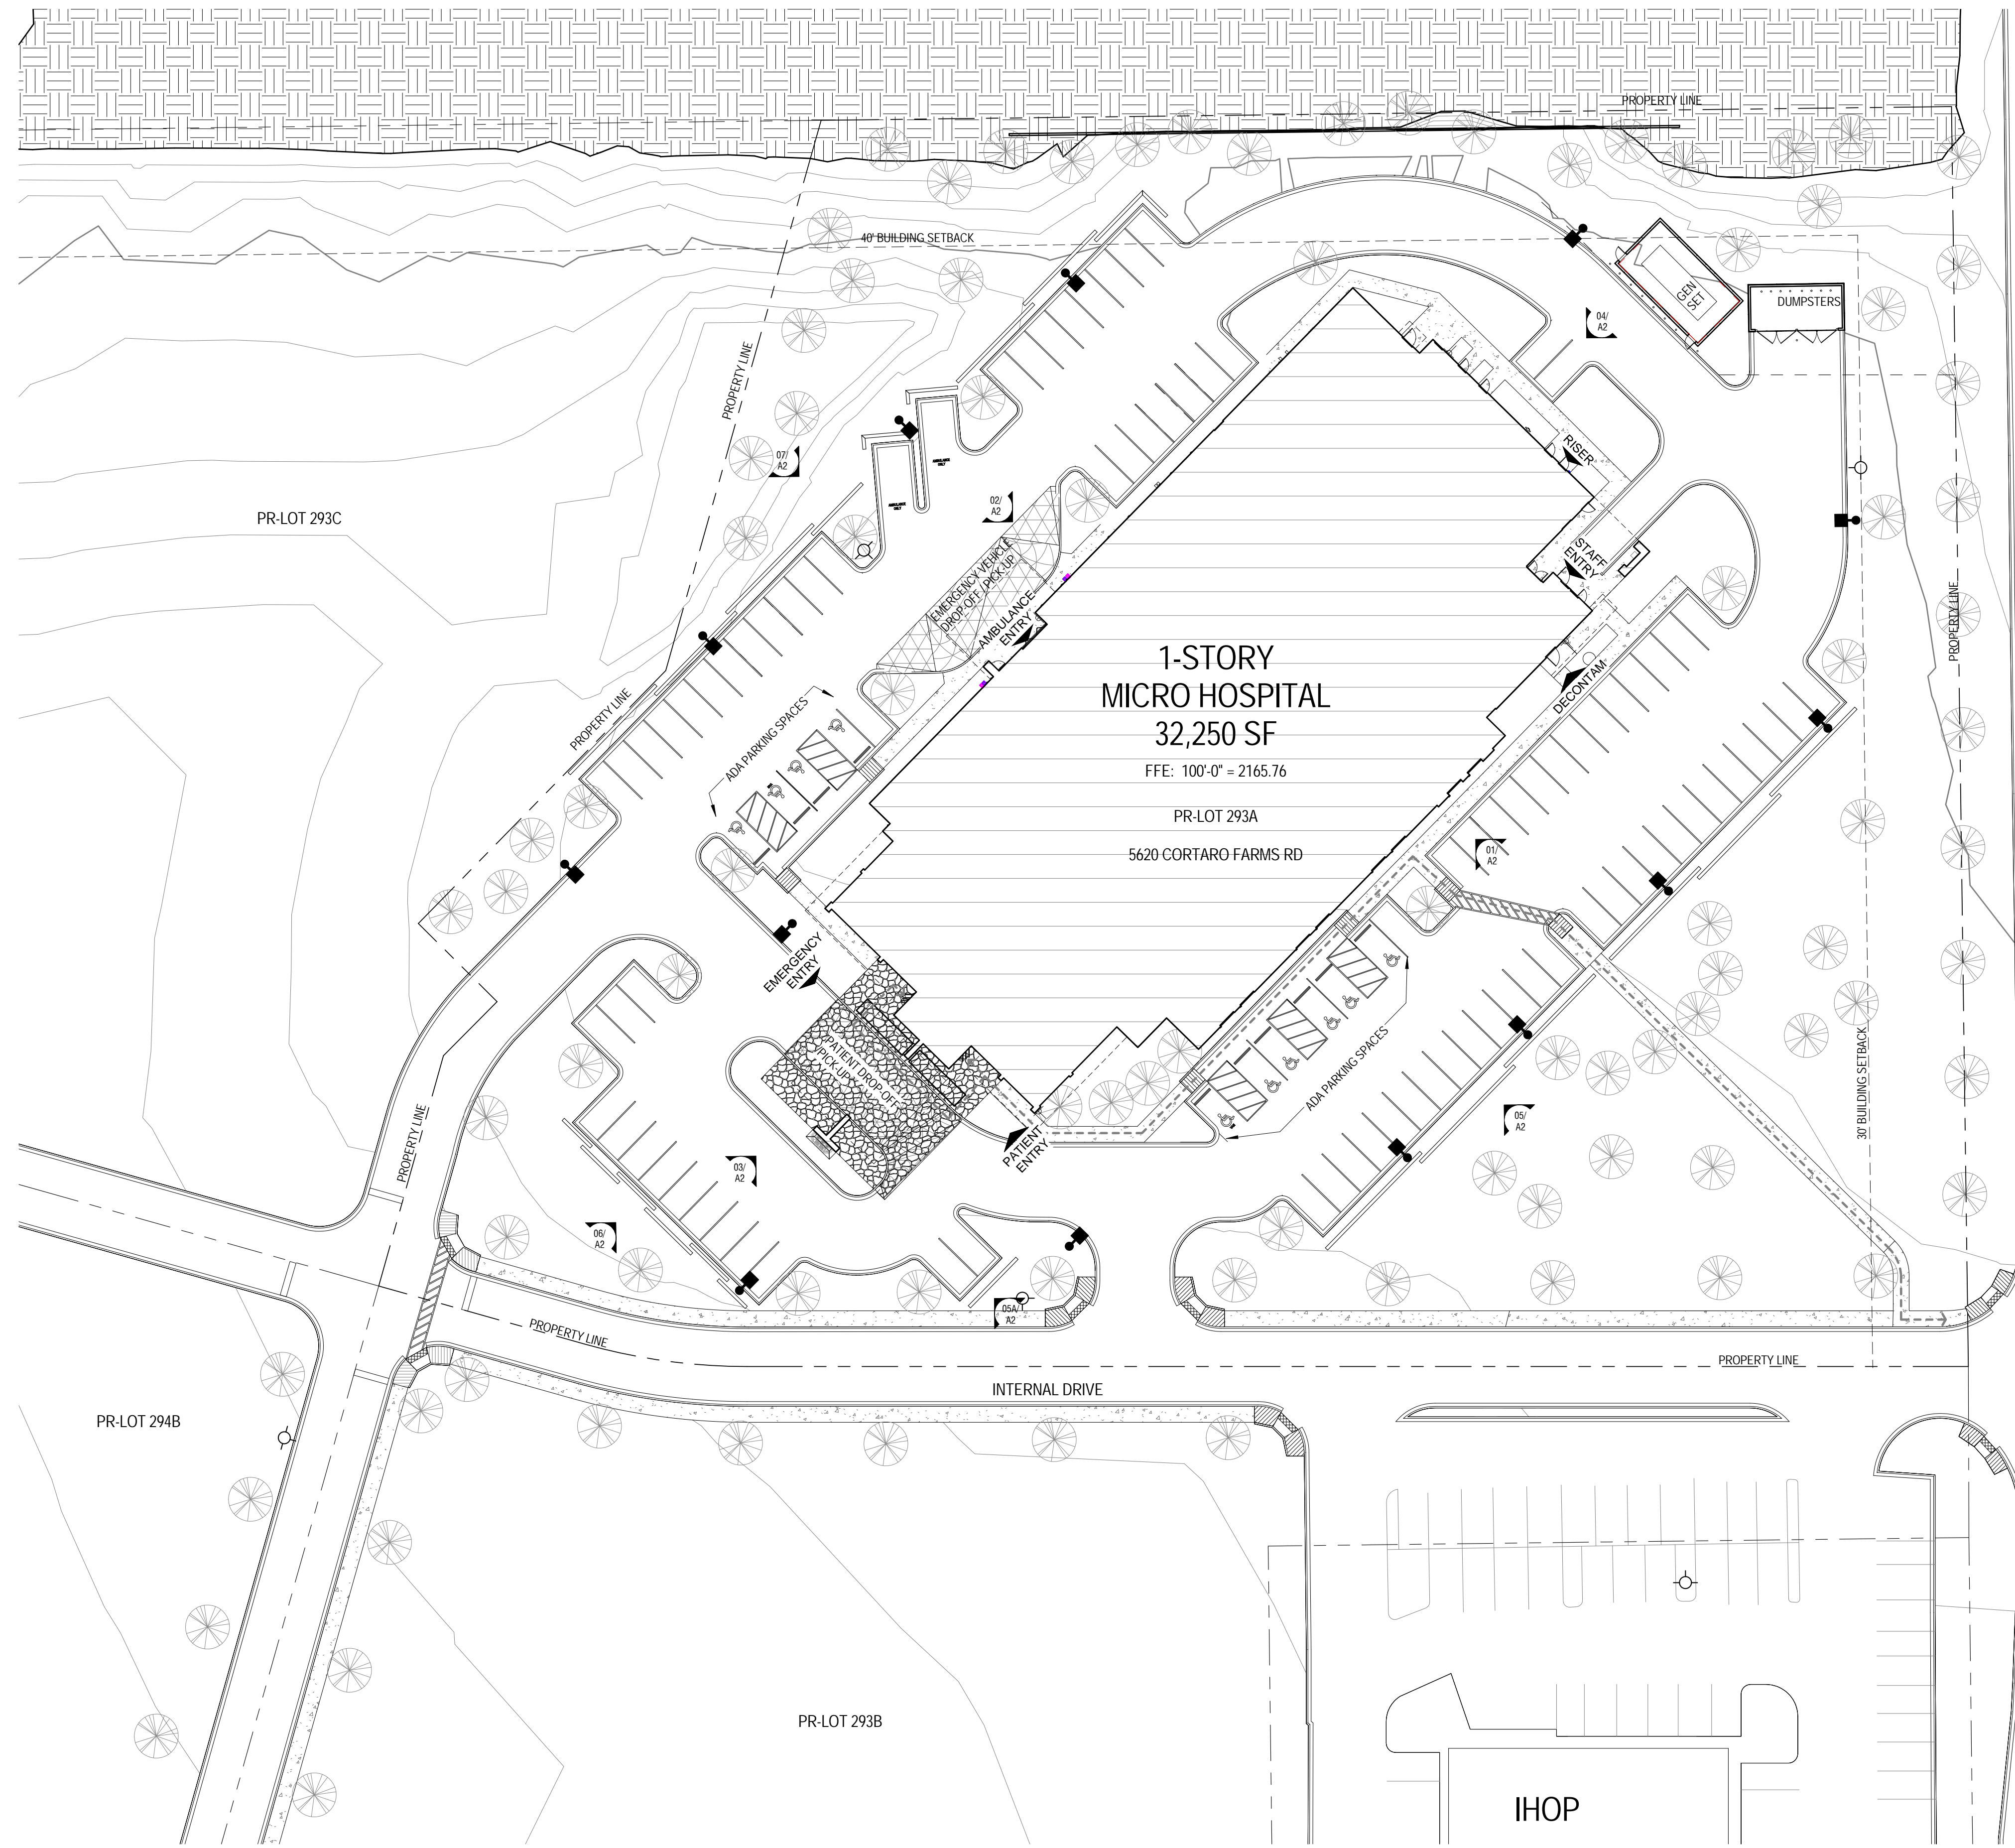 PROPERTY LINE
40' BUILDING SETBACK
GEN
SET
DUMPSTERS
04/
A2
PROPERTY LINE
RISER
07/
A2
AMBULANCE
ONLY
AMBULANCE
ONLY
02/
A2
PR-LOT 293C
STAFF
ENTRY
EMERGENCY VEHICLE
DROP-OFF / PICK-UP
AMBULANCE
ENTRY
PROPERTY LINE
1-STORY
MICRO HOSPITAL
32,250 SF
FFE: 100'-0" = 2165.76
PR-LOT 293A
5620 CORTARO FARMS RD
DECONTAM
PROPERTY LINE
ADA PARKING SPACES
01/
A2
EMERGENCY
ENTRY
PATIENT DROP-OFF
/PICK-UP
ADA PARKING SPACES
30' BUILDING SETBACK
05/
A2
PROPERTY LINE
PATIENT
ENTRY
03/
A2
06/
A2
05A/
A2
PROPERTY LINE
PROPERTY LINE
INTERNAL DRIVE
PR-LOT 294B
PR-LOT 293B
IHOP